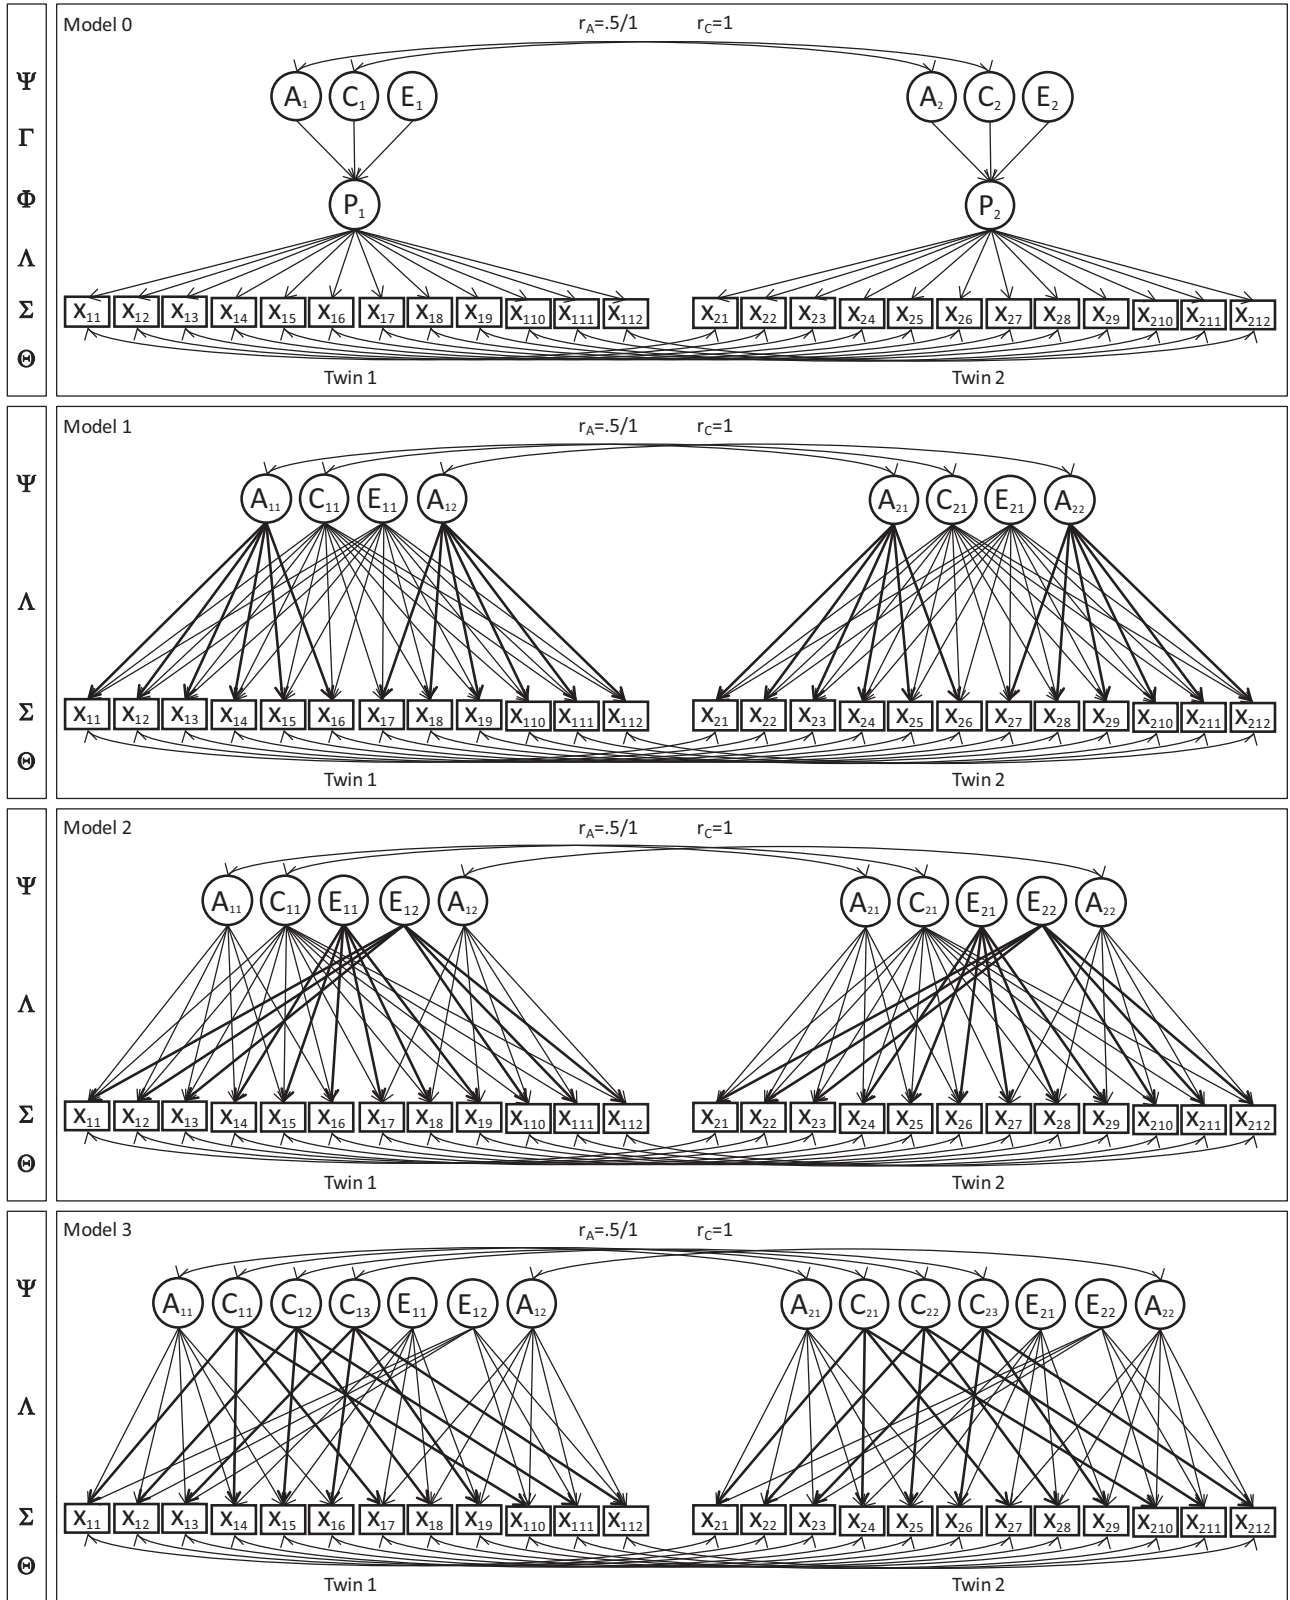 Model 0
r_A=.5/1 r_C=1
Ψ A₁ C₁ E₁ A₂ C₂ E₂
Γ
Φ P₁ P₂
Λ
Σ X₁₁ X₁₂ X₁₃ X₁₄ X₁₅ X₁₆ X₁₇ X₁₈ X₁₉ X₁₁₀ X₁₁₁ X₁₁₂ X₂₁ X₂₂ X₂₃ X₂₄ X₂₅ X₂₆ X₂₇ X₂₈ X₂₉ X₂₁₀ X₂₁₁ X₂₁₂
Θ
Twin 1 Twin 2
Model 1
r_A=.5/1 r_C=1
Ψ A₁₁ C₁₁ E₁₁ A₁₂ A₂₁ C₂₁ E₂₁ A₂₂
Λ
Σ X₁₁ X₁₂ X₁₃ X₁₄ X₁₅ X₁₆ X₁₇ X₁₈ X₁₉ X₁₁₀ X₁₁₁ X₁₁₂ X₂₁ X₂₂ X₂₃ X₂₄ X₂₅ X₂₆ X₂₇ X₂₈ X₂₉ X₂₁₀ X₂₁₁ X₂₁₂
Θ
Twin 1 Twin 2
Model 2
r_A=.5/1 r_C=1
Ψ A₁₁ C₁₁ E₁₁ E₁₂ A₁₂ A₂₁ C₂₁ E₂₁ E₂₂ A₂₂
Λ
Σ X₁₁ X₁₂ X₁₃ X₁₄ X₁₅ X₁₆ X₁₇ X₁₈ X₁₉ X₁₁₀ X₁₁₁ X₁₁₂ X₂₁ X₂₂ X₂₃ X₂₄ X₂₅ X₂₆ X₂₇ X₂₈ X₂₉ X₂₁₀ X₂₁₁ X₂₁₂
Θ
Twin 1 Twin 2
Model 3
r_A=.5/1 r_C=1
Ψ A₁₁ C₁₁ C₁₂ C₁₃ E₁₁ E₁₂ A₁₂ A₂₁ C₂₁ C₂₂ C₂₃ E₂₁ E₂₂ A₂₂
Λ
Σ X₁₁ X₁₂ X₁₃ X₁₄ X₁₅ X₁₆ X₁₇ X₁₈ X₁₉ X₁₁₀ X₁₁₁ X₁₁₂ X₂₁ X₂₂ X₂₃ X₂₄ X₂₅ X₂₆ X₂₇ X₂₈ X₂₉ X₂₁₀ X₂₁₁ X₂₁₂
Θ
Twin 1 Twin 2